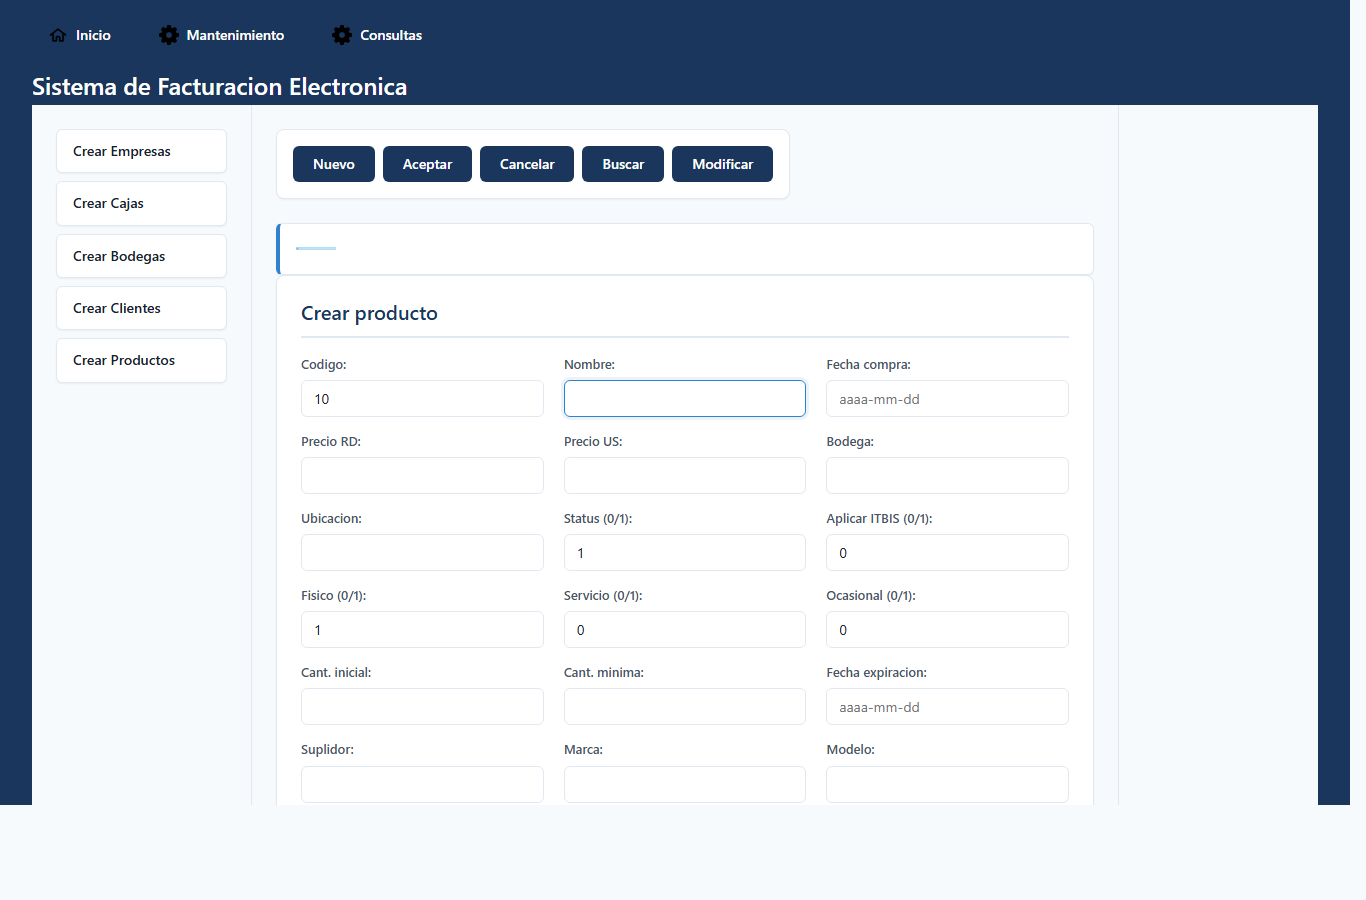 Inicio Mantenimiento Consultas
Sistema de Facturacion Electronica
Crear Empresas
Crear Cajas
Crear Bodegas
Crear Clientes
Crear Productos
Nuevo Aceptar Cancelar Buscar Modificar
Crear producto
Codigo: Nombre: Fecha compra:
10 aaaa-mm-dd
Precio RD: Precio US: Bodega:
Ubicacion: Status (0/1): Aplicar ITBIS (0/1):
1 0
Fisico (0/1): Servicio (0/1): Ocasional (0/1):
1 0 0
Cant. inicial: Cant. minima: Fecha expiracion:
aaaa-mm-dd
Suplidor: Marca: Modelo: